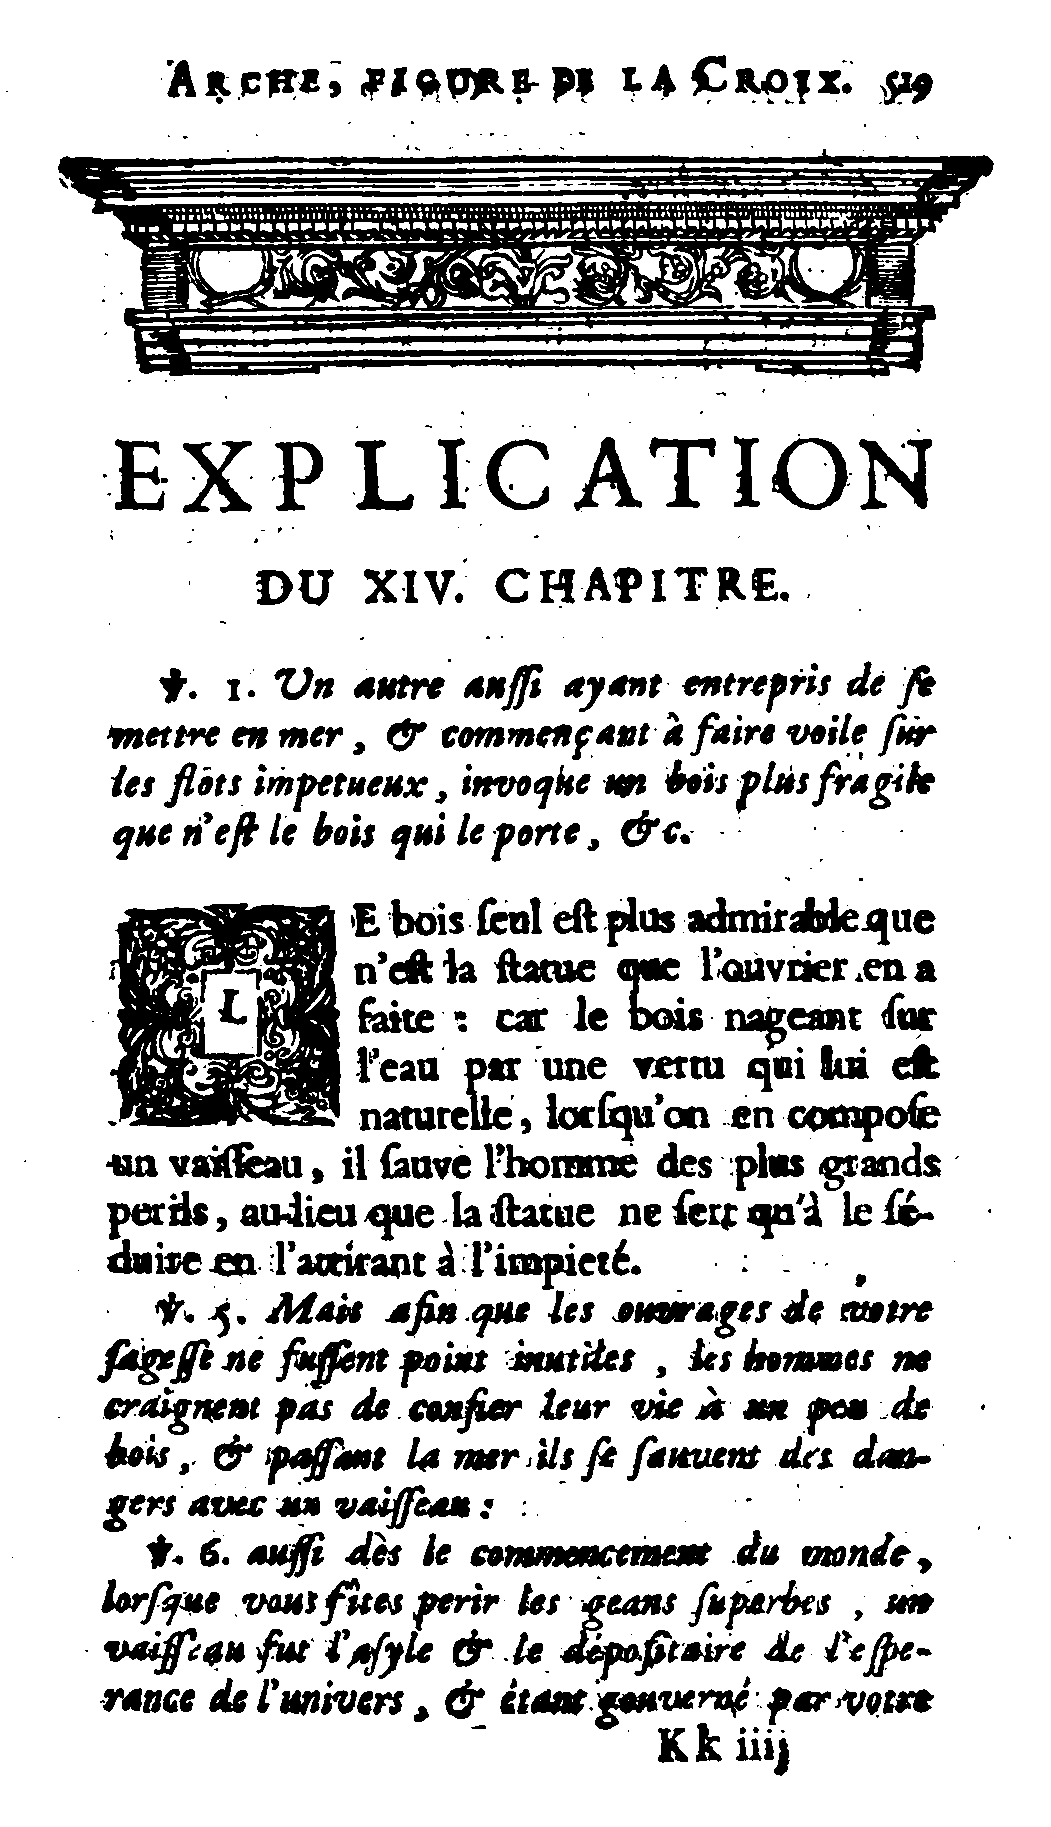 ARCHE, FIGURE DE LA CROIX. 519
EXPLICATION
DU XIV. CHAPITRE.
℣. 1. Un autre auſſi ayant entrepris de ſe
mettre en mer, & commençant à faire voile ſur
les flots impetueux, invoque un bois plus fragile
que n'eſt le bois qui le porte, &c.
LE bois ſeul eſt plus admirable que
n'eſt la ſtatue que l'ouvrier en a
faite : car le bois nageant ſur
l'eau par une vertu qui lui eſt
naturelle, lorſqu'on en compoſe
un vaiſſeau, il ſauve l'homme des plus grands
perils, au-lieu que la ſtatue ne ſert qu'à le ſé-
duire en l'attirant à l'impieté.
℣. 5. Mais afin que les ouvrages de votre
ſageſſe ne fuſſent point inutiles, les hommes ne
craignent pas de confier leur vie à un peu de
bois, & paſſant la mer ils ſe ſauvent des dan-
gers avec un vaiſſeau :
℣. 6. auſſi dès le commencement du monde,
lorſque vous fîtes perir les geans ſuperbes, un
vaiſſeau fut l'aſyle & le dépoſitaire de l'eſpe-
rance de l'univers, & étant gouverné par votre
Kk iiij